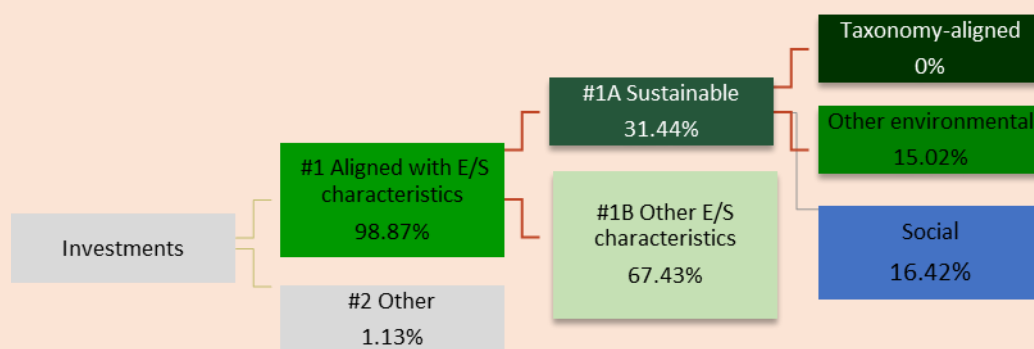 Taxonomy-aligned
0%
#1A Sustainable
31.44%
Other environmental
15.02%
#1 Aligned with E/S
characteristics
98.87%
#1B Other E/S
characteristics
67.43%
Social
16.42%
Investments
#2 Other
1.13%